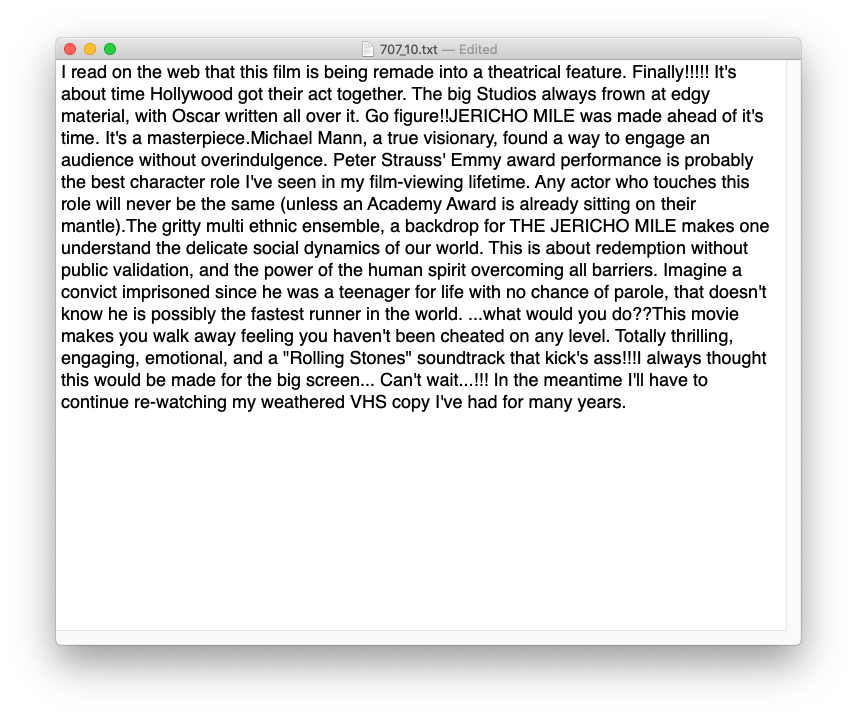 707_10.txt — Edited
I read on the web that this film is being remade into a theatrical feature. Finally!!!!! It's
about time Hollywood got their act together. The big Studios always frown at edgy
material, with Oscar written all over it. Go figure!!JERICHO MILE was made ahead of it's
time. It's a masterpiece.Michael Mann, a true visionary, found a way to engage an
audience without overindulgence. Peter Strauss' Emmy award performance is probably
the best character role I've seen in my film-viewing lifetime. Any actor who touches this
role will never be the same (unless an Academy Award is already sitting on their
mantle).The gritty multi ethnic ensemble, a backdrop for THE JERICHO MILE makes one
understand the delicate social dynamics of our world. This is about redemption without
public validation, and the power of the human spirit overcoming all barriers. Imagine a
convict imprisoned since he was a teenager for life with no chance of parole, that doesn't
know he is possibly the fastest runner in the world. ...what would you do??This movie
makes you walk away feeling you haven't been cheated on any level. Totally thrilling,
engaging, emotional, and a "Rolling Stones" soundtrack that kick's ass!!!I always thought
this would be made for the big screen... Can't wait...!!! In the meantime I'll have to
continue re-watching my weathered VHS copy I've had for many years.